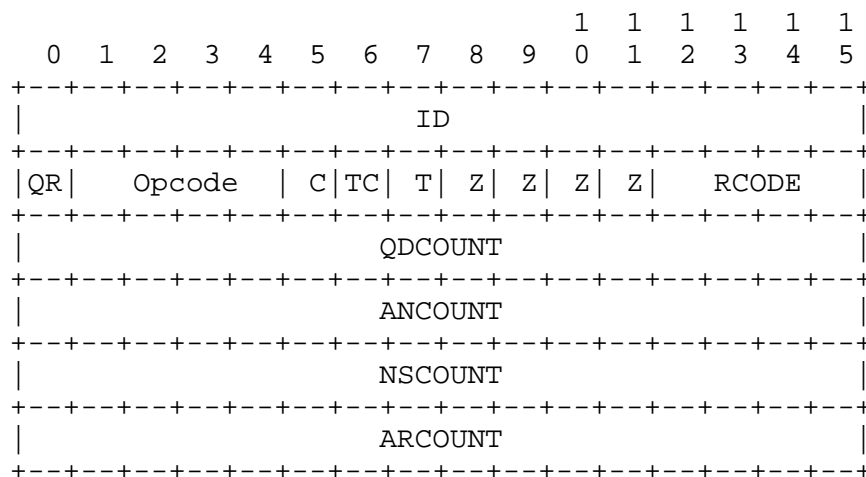 1  1  1  1  1  1
  0  1  2  3  4  5  6  7  8  9  0  1  2  3  4  5
+--+--+--+--+--+--+--+--+--+--+--+--+--+--+--+--+
|                      ID                       |
+--+--+--+--+--+--+--+--+--+--+--+--+--+--+--+--+
|QR|   Opcode  | C|TC| T| Z| Z| Z| Z|   RCODE   |
+--+--+--+--+--+--+--+--+--+--+--+--+--+--+--+--+
|                    QDCOUNT                    |
+--+--+--+--+--+--+--+--+--+--+--+--+--+--+--+--+
|                    ANCOUNT                    |
+--+--+--+--+--+--+--+--+--+--+--+--+--+--+--+--+
|                    NSCOUNT                    |
+--+--+--+--+--+--+--+--+--+--+--+--+--+--+--+--+
|                    ARCOUNT                    |
+--+--+--+--+--+--+--+--+--+--+--+--+--+--+--+--+